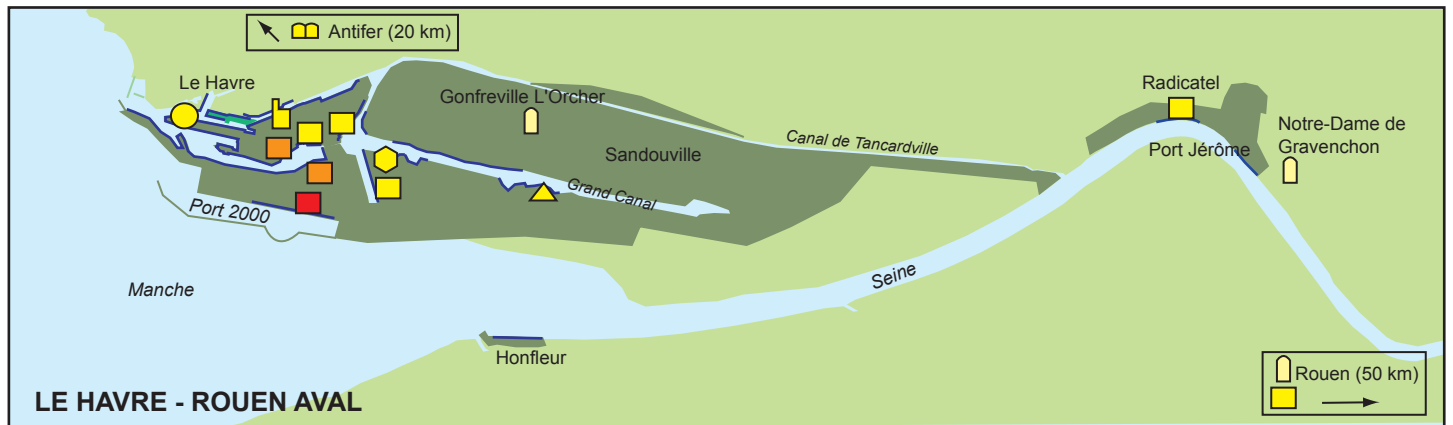 Antifer (20 km)
Le Havre
Radicatel
Gonfreville L'Orcher
Canal de Tancardville
Notre-Dame de
Gravenchon
Sandouville
Port Jérôme
Grand Canal
Port 2000
Manche
Seine
Honfleur
Rouen (50 km)
LE HAVRE - ROUEN AVAL